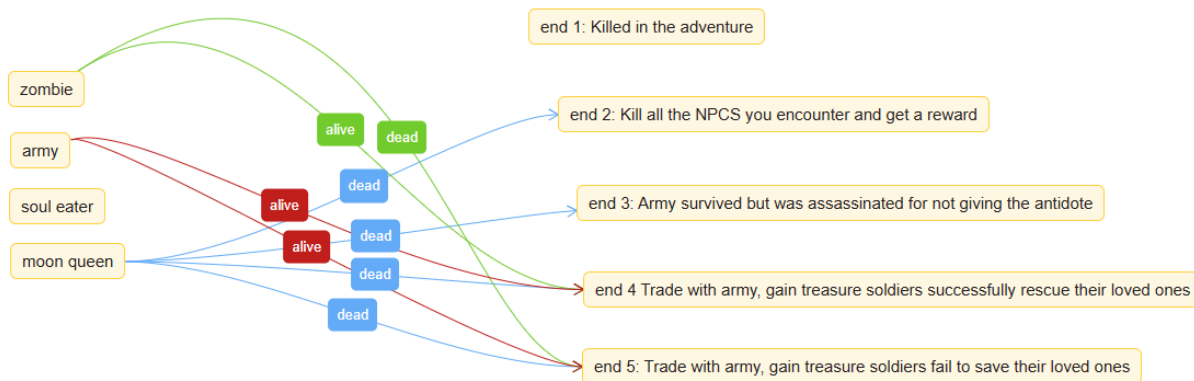 end 1: Killed in the adventure
zombie
end 2: Kill all the NPCS you encounter and get a reward
alive
dead
army
dead
soul eater
alive
end 3: Army survived but was assassinated for not giving the antidote
dead
alive
moon queen
dead
end 4 Trade with army, gain treasure soldiers successfully rescue their loved ones
dead
end 5: Trade with army, gain treasure soldiers fail to save their loved ones